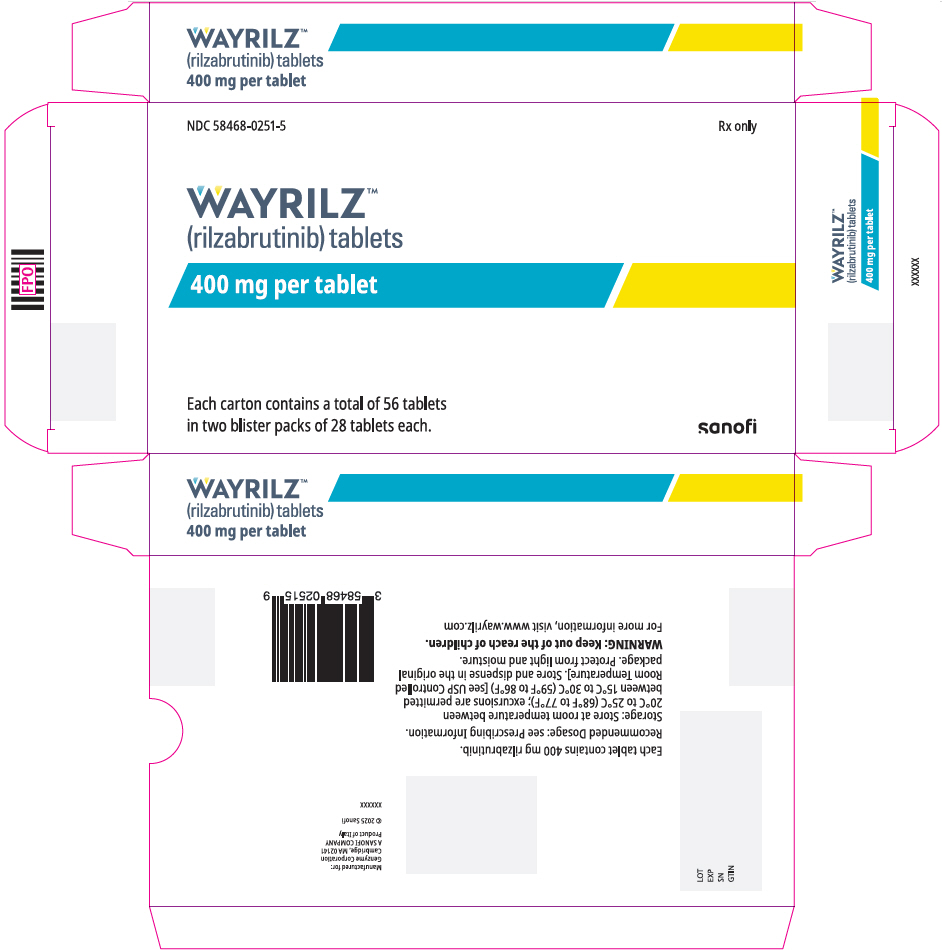 WAYRILZ™
(rilzabrutinib) tablets
400 mg per tablet
NDC 58468-0251-5
Rx only
WAYRILZ™
(rilzabrutinib) tablets
400 mg per tablet
Each carton contains a total of 56 tablets
in two blister packs of 28 tablets each.
sanofi
FPO
WAYRILZ™
(rilzabrutinib) tablets
400 mg per tablet
XXXXXX
WAYRILZ™
(rilzabrutinib) tablets
400 mg per tablet
Each tablet contains 400 mg rilzabrutinib.
Recommended Dosage: see Prescribing Information.
Storage: Store at room temperature between
20°C to 25°C (68°F to 77°F); excursions are permitted
between 15°C to 30°C (59°F to 86°F) [see USP Controlled
Room Temperature]. Store and dispense in the original
package. Protect from light and moisture.
WARNING: Keep out of the reach of children.
For more information, visit www.wayrilz.com
3 58468 02515 9
Manufactured for:
Genzyme Corporation
Cambridge, MA 02141
A SANOFI COMPANY
Product of Italy
© 2025 Sanofi
XXXXXX
LOT
EXP
SN
GTIN